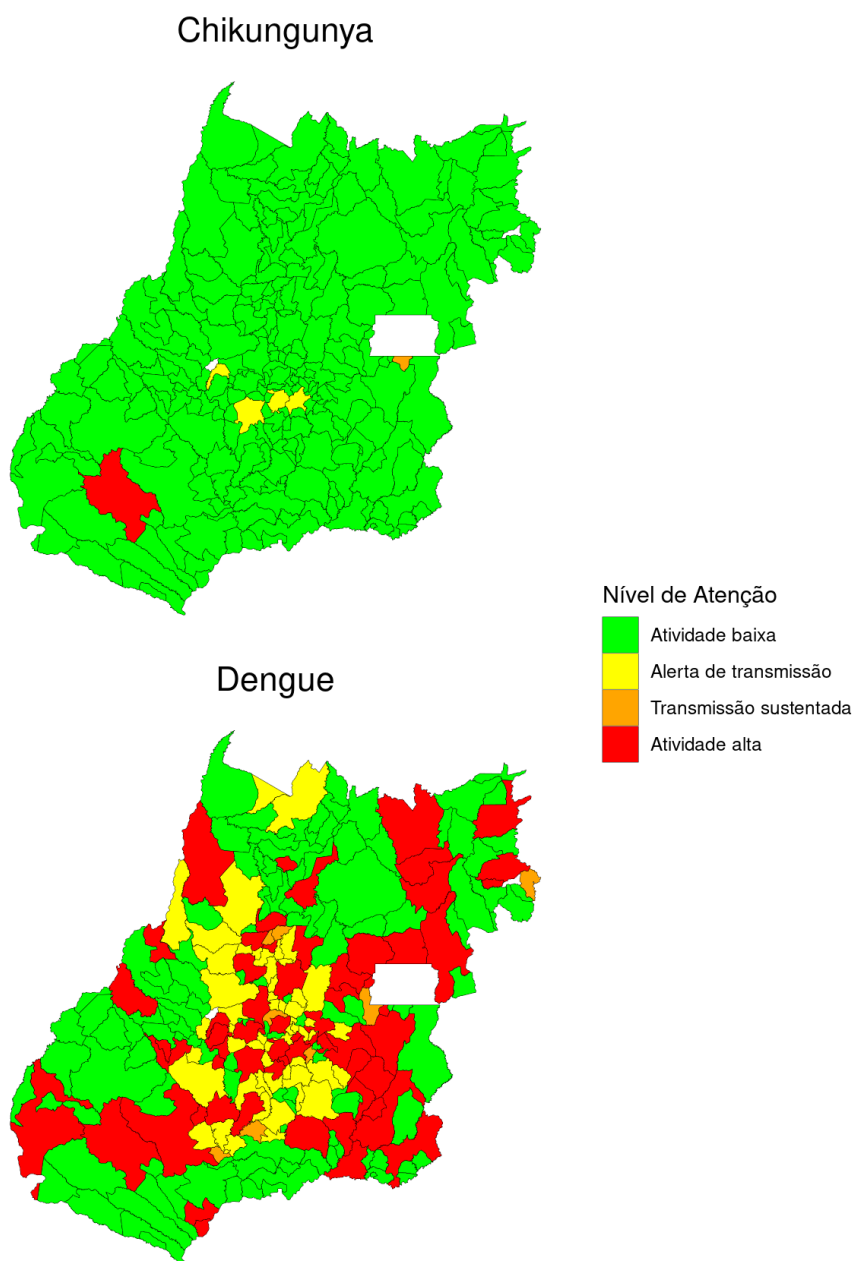 Chikungunya
Nível de Atenção
Atividade baixa
Alerta de transmissão
Transmissão sustentada
Atividade alta
Dengue